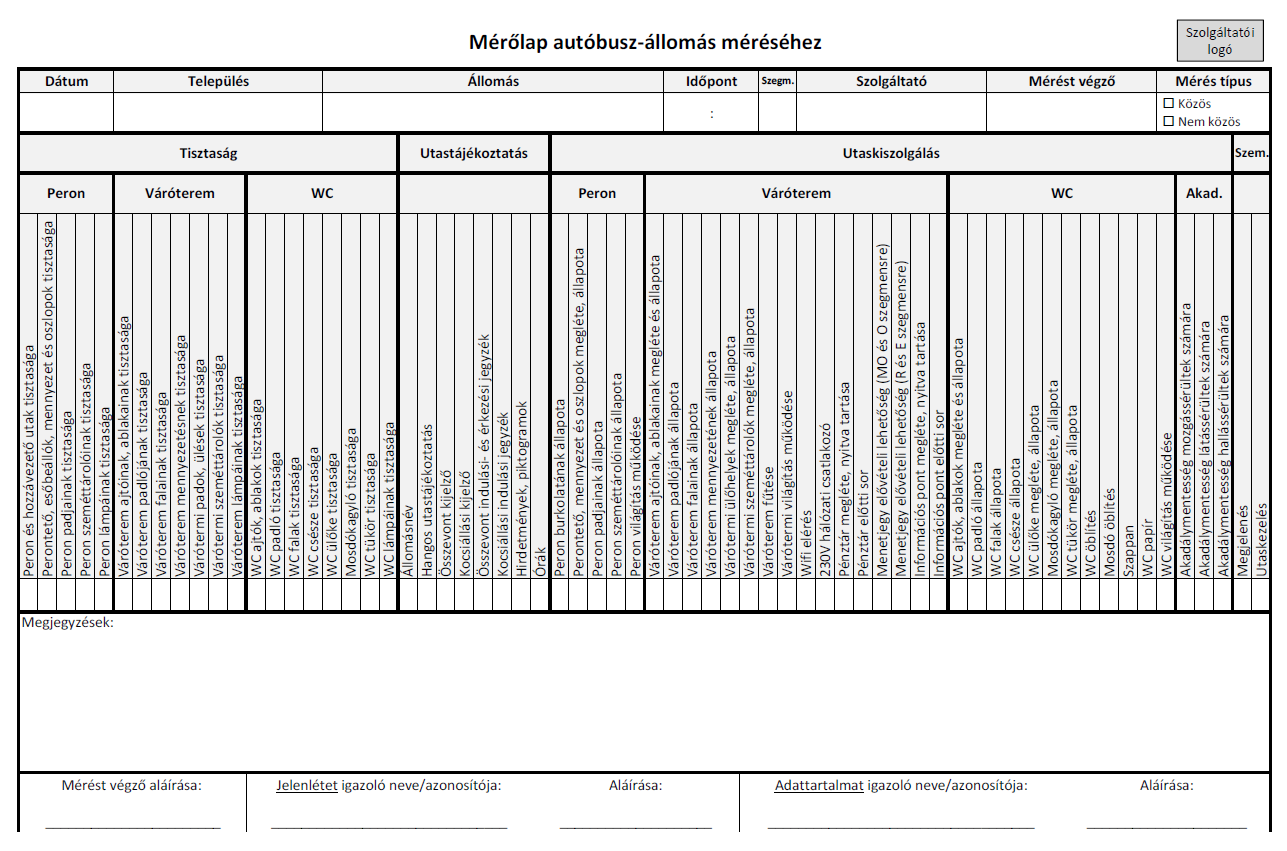 Mérőlap autóbusz-állomás méréséhez
Szolgáltatói
logó
Dátum
Település
Állomás
Időpont
Szegm.
Szolgáltató
Mérést végző
Mérés típus
:
☐ Közös
☐ Nem közös
Tisztaság
Utastájékoztatás
Utaskiszolgálás
Szem.
Peron
Váróterem
WC
Peron
Váróterem
WC
Akad.
Peron és hozzávezető utak tisztasága
Perontető, esőbeállók, mennyezet és oszlopok tisztasága
Peron padjainak tisztasága
Peron szeméttárolóinak tisztasága
Peron lámpáinak tisztasága
Váróterem ajtóinak, ablakainak tisztasága
Váróterem padlójának tisztasága
Váróterem falainak tisztasága
Váróterem mennyezetésnek tisztasága
Várótermi padok, ülések tisztasága
Várótermi szeméttárolók tisztasága
Váróterem lámpáinak tisztasága
WC ajtók, ablakok tisztasága
WC padló tisztasága
WC falak tisztasága
WC csésze tisztasága
WC ülőke tisztasága
Mosdókagyló tisztasága
WC tükör tisztasága
WC lámpáinak tisztasága
Állomásnév
Hangos utastájékoztatás
Összevont kijelző
Kocsiállási kijelző
Összevont indulási- és érkezési jegyzék
Kocsiállási indulási jegyzék
Hirdetmények, piktogramok
Órák
Peron burkolatának állapota
Perontető, mennyezet és oszlopok megléte, állapota
Peron padjainak állapota
Peron szeméttárolóinak állapota
Peron világítás működése
Váróterem ajtóinak, ablakainak megléte és állapota
Váróterem padlójának állapota
Váróterem falainak állapota
Váróterem mennyezetének állapota
Várótermi ülőhelyek megléte, állapota
Várótermi szeméttárolók megléte, állapota
Váróterem fűtése
Várótermi világítás működése
Wifi elérés
230V hálózati csatlakozó
Pénztár megléte, nyitva tartása
Pénztár előtti sor
Menetjegy elővételi lehetőség (MO és O szegmensre)
Menetjegy elővételi lehetőség (R és E szegmensre)
Információs pont megléte, nyitva tartása
Információs pont előtti sor
WC ajtók, ablakok megléte és állapota
WC padló állapota
WC falak állapota
WC csésze állapota
WC ülőke megléte, állapota
Mosdókagyló megléte, állapota
WC tükör megléte, állapota
WC öblítés
Mosdó öblítés
Szappan
WC papír
WC világítás működése
Akadálymentesség mozgássérültek számára
Akadálymentesség látássérültek számára
Akadálymentesség hallássérültek számára
Megjelenés
Utaskezelés
Megjegyzések:
Mérést végző aláírása:
Jelenlétet igazoló neve/azonosítója:
Aláírása:
Adattartalmat igazoló neve/azonosítója:
Aláírása: